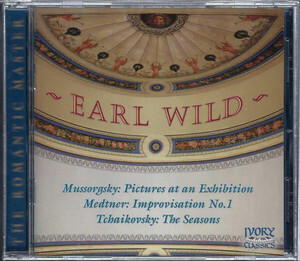 THE ROMANTIC MASTER
~ EARL WILD ~
Mussorgsky: Pictures at an Exhibition
Medtner: Improvisation No.1
Tchaikovsky: The Seasons
IVORY
CLASSICS